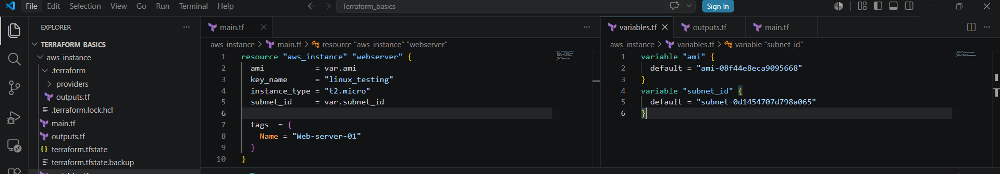 File Edit Selection View Go Run Terminal Help
Terraform_basics
Sign In
EXPLORER
TERRAFORM_BASICS
aws_instance
.terraform
providers
outputs.tf
.terraform.lock.hcl
main.tf
outputs.tf
{} terraform.tfstate
terraform.tfstate.backup
main.tf
aws_instance > main.tf > resource "aws_instance" "webserver"
1 resource "aws_instance" "webserver" {
2 ami = var.ami
3 key_name = "linux_testing"
4 instance_type = "t2.micro"
5 subnet_id = var.subnet_id
6
7 tags = {
8 Name = "Web-server-01"
9 }
10 }
variables.tf outputs.tf main.tf
aws_instance > variables.tf > variable "subnet_id"
1 variable "ami" {
2 default = "ami-08f44e8eca9095668"
3 }
4 variable "subnet_id" {
5 default = "subnet-0d1454707d798a065"
6 }